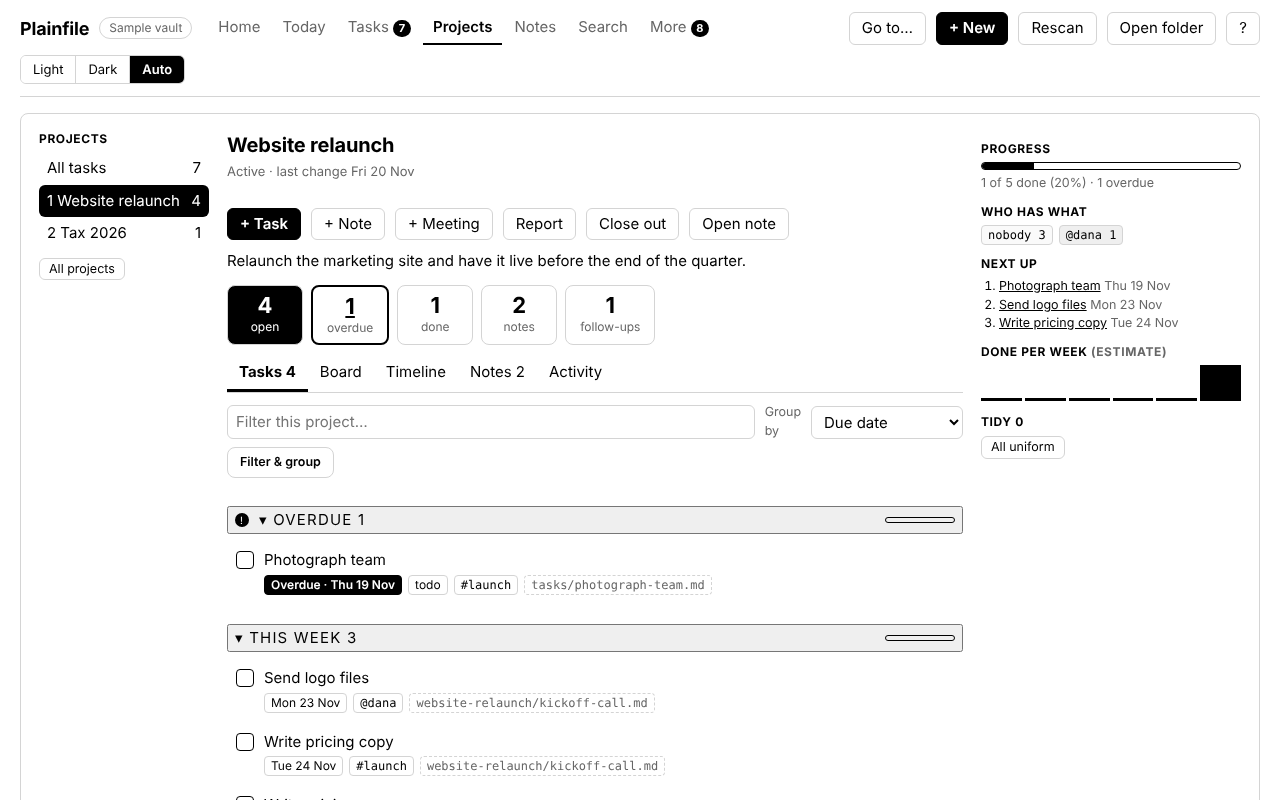 Plainfile Sample vault Home Today Tasks 7 Projects Notes Search More 8 Go to... + New Rescan Open folder ?
Light Dark Auto
PROJECTS
All tasks 7
1 Website relaunch 4
2 Tax 2026 1
All projects
Website relaunch
Active · last change Fri 20 Nov
+ Task + Note + Meeting Report Close out Open note
Relaunch the marketing site and have it live before the end of the quarter.
4 open
1 overdue
1 done
2 notes
1 follow-ups
Tasks 4 Board Timeline Notes 2 Activity
Filter this project... Group by Due date
Filter & group
! ▾ OVERDUE 1
Photograph team
Overdue · Thu 19 Nov todo #launch tasks/photograph-team.md
▾ THIS WEEK 3
Send logo files
Mon 23 Nov @dana website-relaunch/kickoff-call.md
Write pricing copy
Tue 24 Nov #launch website-relaunch/kickoff-call.md
PROGRESS
1 of 5 done (20%) · 1 overdue
WHO HAS WHAT
nobody 3 @dana 1
NEXT UP
1. Photograph team Thu 19 Nov
2. Send logo files Mon 23 Nov
3. Write pricing copy Tue 24 Nov
DONE PER WEEK (ESTIMATE)
TIDY 0
All uniform